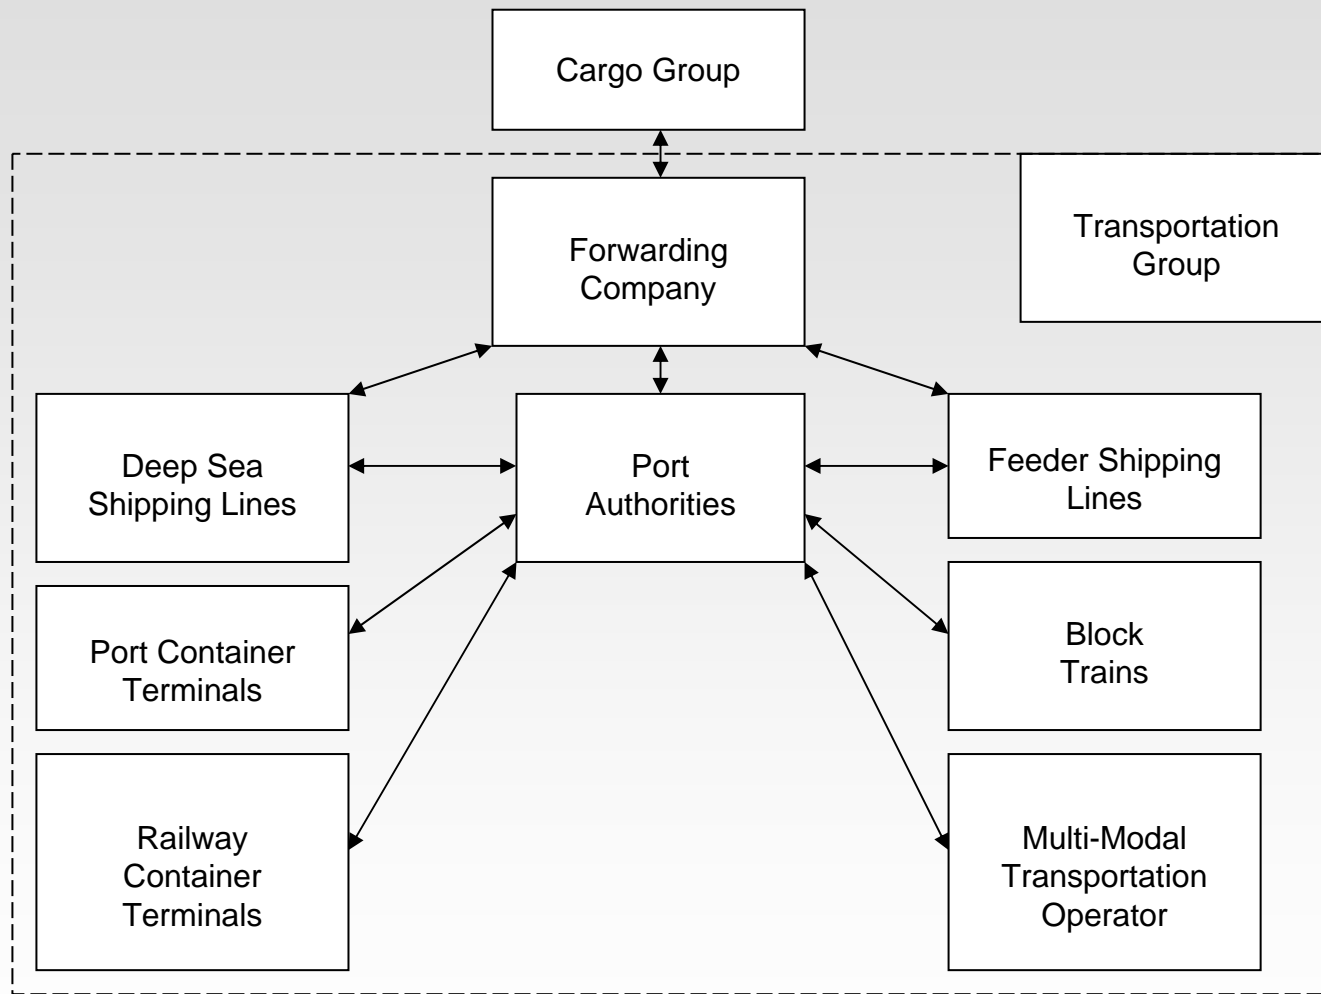 Cargo Group
Forwarding
Company
Transportation
Group
Deep Sea
Shipping Lines
Port
Authorities
Feeder Shipping
Lines
Port Container
Terminals
Block
Trains
Railway
Container
Terminals
Multi-Modal
Transportation
Operator